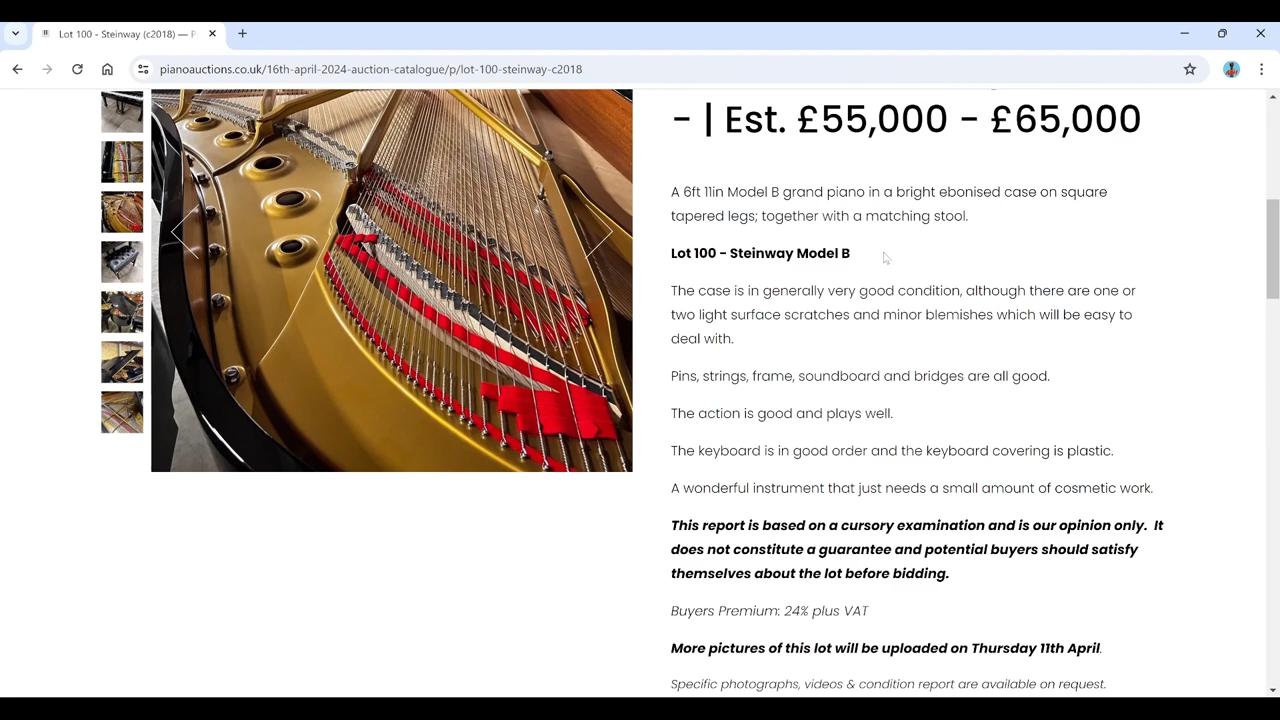 Lot 100 - Steinway (c2018) — P
pianoauctions.co.uk/16th-april-2024-auction-catalogue/p/lot-100-steinway-c2018
- | Est. £55,000 - £65,000
A 6ft 11in Model B grand piano in a bright ebonised case on square
tapered legs; together with a matching stool.
Lot 100 - Steinway Model B
The case is in generally very good condition, although there are one or
two light surface scratches and minor blemishes which will be easy to
deal with.
Pins, strings, frame, soundboard and bridges are all good.
The action is good and plays well.
The keyboard is in good order and the keyboard covering is plastic.
A wonderful instrument that just needs a small amount of cosmetic work.
This report is based on a cursory examination and is our opinion only. It
does not constitute a guarantee and potential buyers should satisfy
themselves about the lot before bidding.
Buyers Premium: 24% plus VAT
More pictures of this lot will be uploaded on Thursday 11th April.
Specific photographs, videos & condition report are available on request.